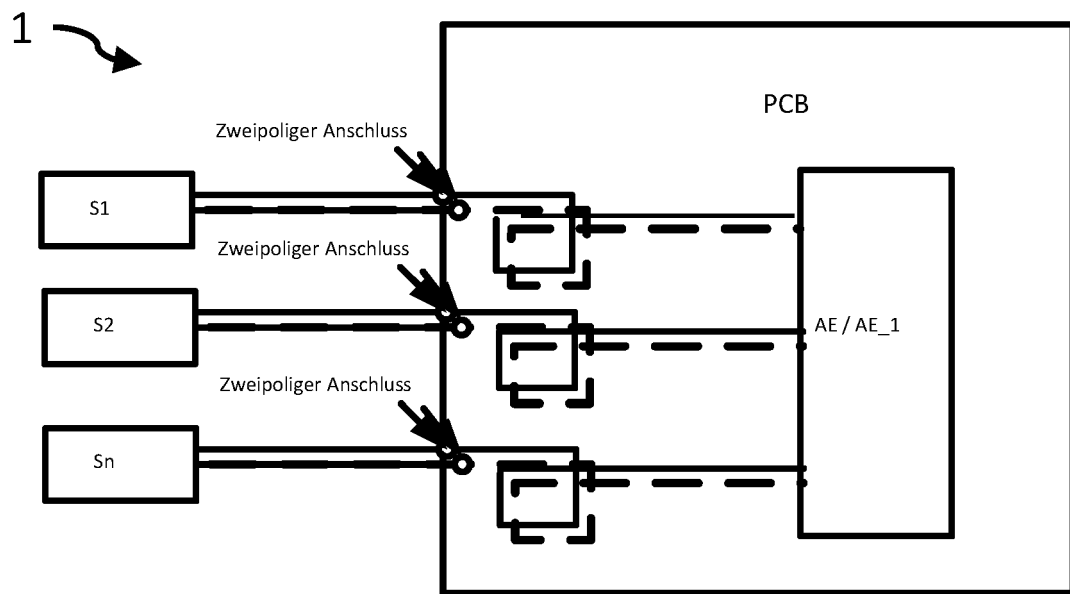 1
PCB
Zweipoliger Anschluss
S1
Zweipoliger Anschluss
S2
AE / AE_1
Zweipoliger Anschluss
Sn